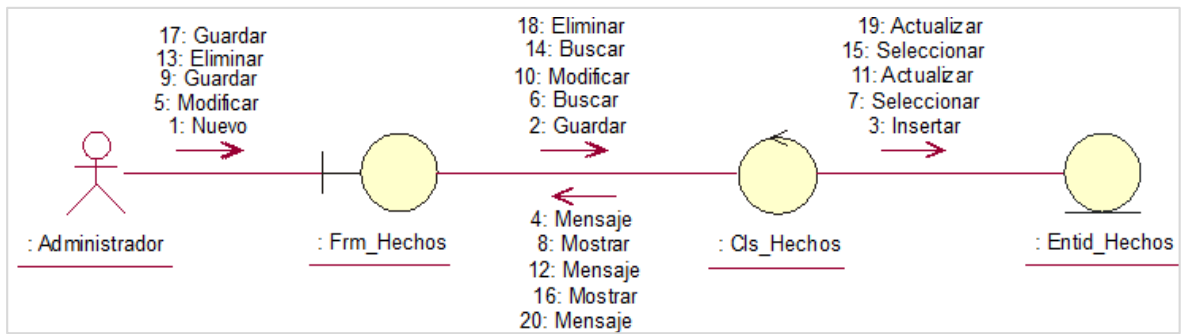 17: Guardar
13: Eliminar
9: Guardar
5: Modificar
1: Nuevo
18: Eliminar
14: Buscar
10: Modificar
6: Buscar
2: Guardar
19: Actualizar
15: Seleccionar
11: Actualizar
7: Seleccionar
3: Insertar
4: Mensaje
8: Mostrar
12: Mensaje
16: Mostrar
20: Mensaje
: Administrador
: Frm_Hechos
: Cls_Hechos
: Entid_Hechos